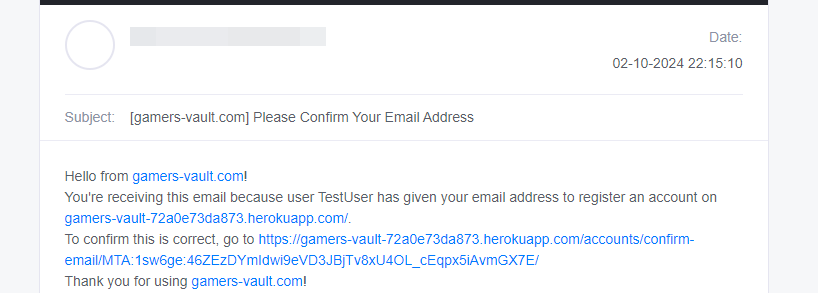 Date:
02-10-2024 22:15:10
Subject: [gamers-vault.com] Please Confirm Your Email Address
Hello from gamers-vault.com!
You're receiving this email because user TestUser has given your email address to register an account on
gamers-vault-72a0e73da873.herokuapp.com/.
To confirm this is correct, go to https://gamers-vault-72a0e73da873.herokuapp.com/accounts/confirm-
email/MTA:1sw6ge:46ZEzDYmIdwi9eVD3JBjTv8xU4OL_cEqpx5iAvmGX7E/
Thank you for using gamers-vault.com!